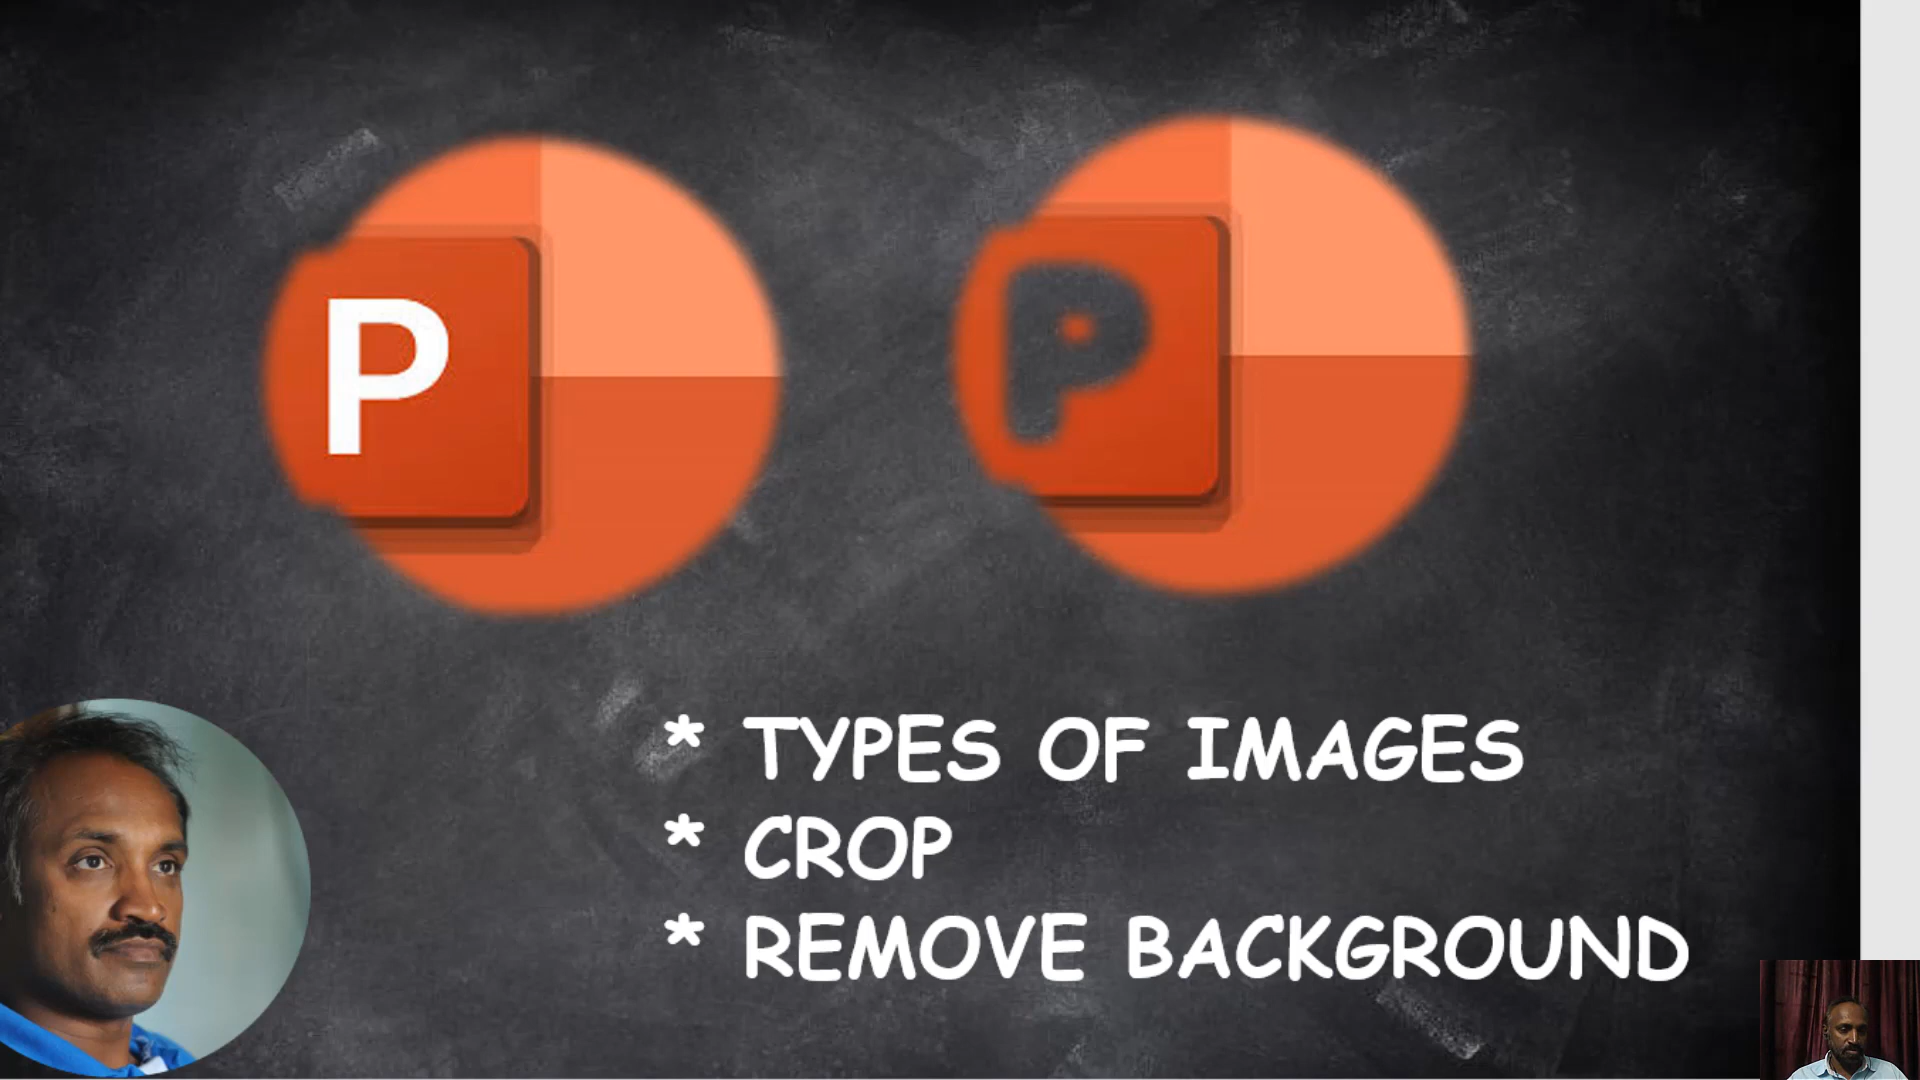 P
P
* TYPES OF IMAGES
* CROP
* REMOVE BACKGROUND